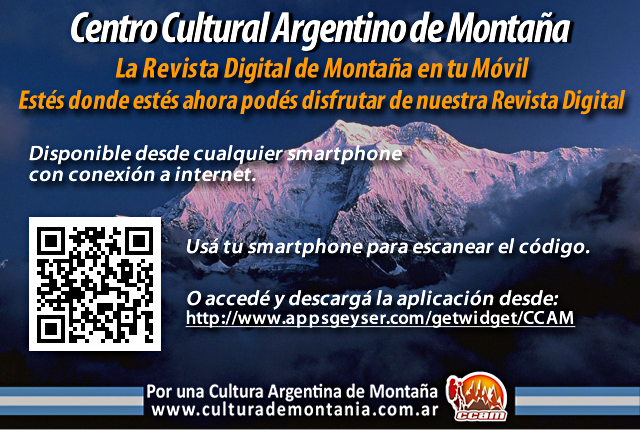 Centro Cultural Argentino de Montaña
La Revista Digital de Montaña en tu Móvil
Estés donde estés ahora podés disfrutar de nuestra Revista Digital
Disponible desde cualquier smartphone
con conexión a internet.
Usá tu smartphone para escanear el código.
O accedé y descargá la aplicación desde:
http://www.appsgeyser.com/getwidget/CCAM
Por una Cultura Argentina de Montaña
www.culturademontania.com.ar
ccam